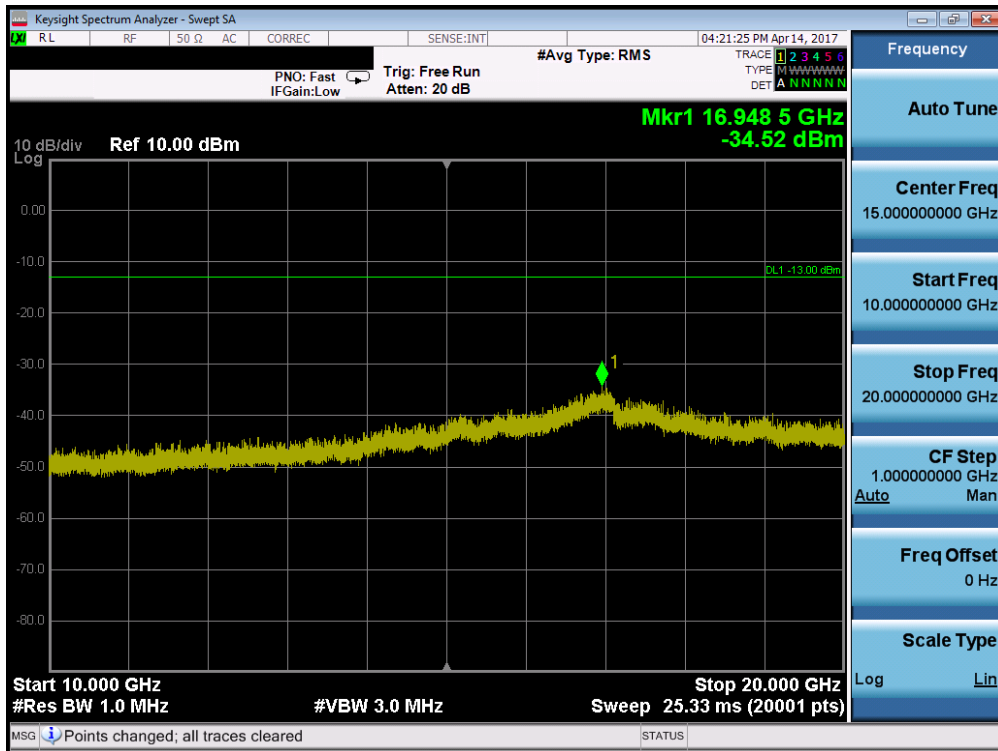 Keysight Spectrum Analyzer - Swept SA
LXI RL RF 50 Ω AC CORREC SENSE:INT 04:21:25 PM Apr 14, 2017
#Avg Type: RMS TRACE 1 2 3 4 5 6
PNO: Fast Trig: Free Run TYPE M WWWWW
IFGain:Low Atten: 20 dB DET A N N N N N
Mkr1 16.948 5 GHz
10 dB/div Ref 10.00 dBm -34.52 dBm
Log
1
0.00
-10.0
DL1 -13.00 dBm
-20.0
-30.0
-40.0
-50.0
-60.0
-70.0
-80.0
Start 10.000 GHz Stop 20.000 GHz
#Res BW 1.0 MHz #VBW 3.0 MHz Sweep 25.33 ms (20001 pts)
MSG Points changed; all traces cleared STATUS
Frequency
Auto Tune
Center Freq
15.000000000 GHz
Start Freq
10.000000000 GHz
Stop Freq
20.000000000 GHz
CF Step
1.000000000 GHz
Auto Man
Freq Offset
0 Hz
Scale Type
Log Lin